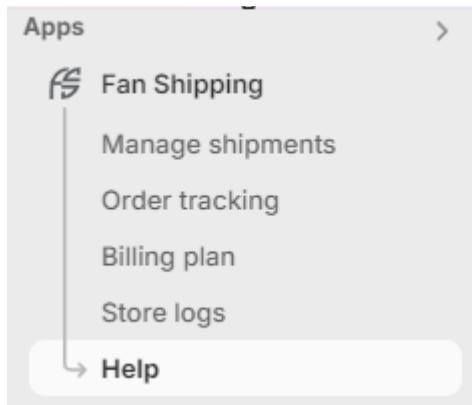 Apps
Fan Shipping
Manage shipments
Order tracking
Billing plan
Store logs
Help